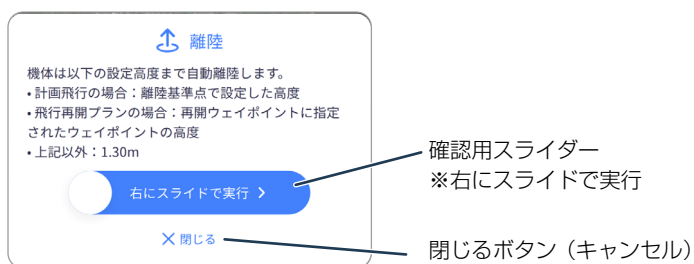 離陸
機体は以下の設定高度まで自動離陸します。
• 計画飛行の場合：離陸基準点で設定した高度
• 飛行再開プランの場合：再開ウェイポイントに指定
されたウェイポイントの高度
• 上記以外：1.30m
右にスライドで実行 >
× 閉じる
確認用スライダー
※右にスライドで実行
閉じるボタン（キャンセル）